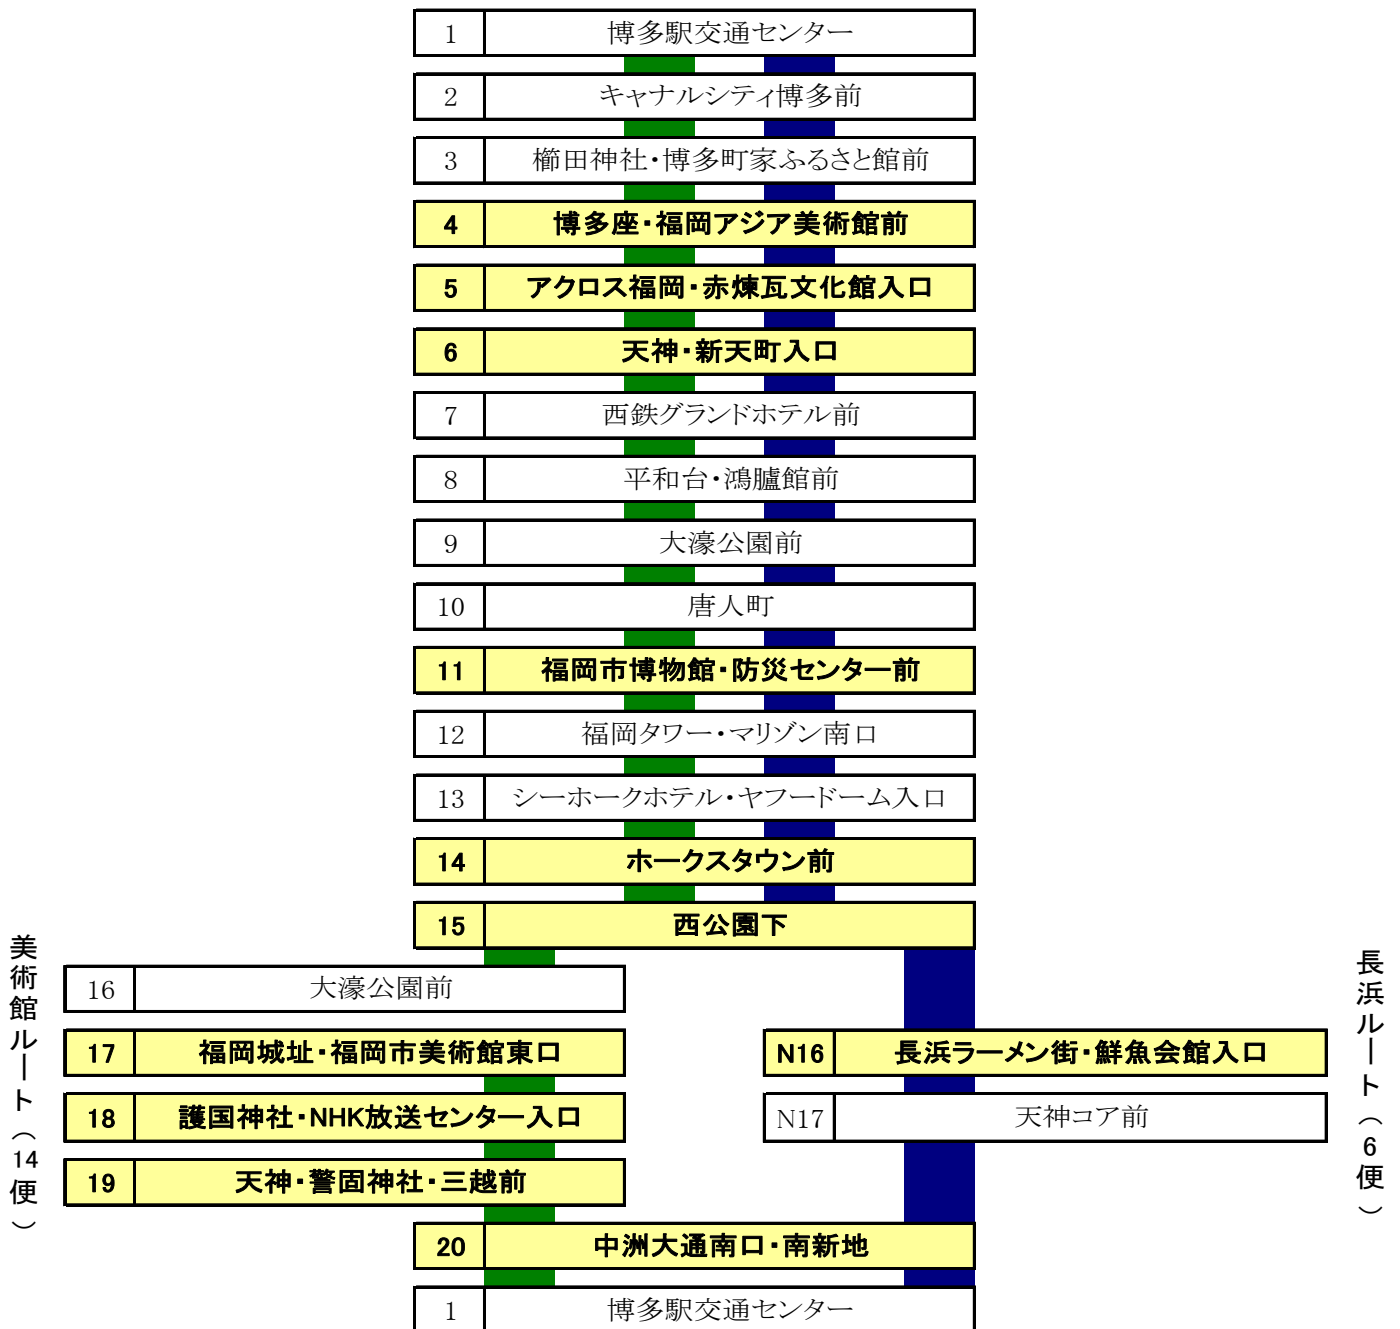 1 博多駅交通センター
2 キャナルシティ博多前
3 櫛田神社・博多町家ふるさと館前
4 博多座・福岡アジア美術館前
5 アクロス福岡・赤煉瓦文化館入口
6 天神・新天町入口
7 西鉄グランドホテル前
8 平和台・鴻臚館前
9 大濠公園前
10 唐人町
11 福岡市博物館・防災センター前
12 福岡タワー・マリゾン南口
13 シーホークホテル・ヤフードーム入口
14 ホークスタウン前
15 西公園下
美術館ルート（14便）
16 大濠公園前
17 福岡城址・福岡市美術館東口
18 護国神社・NHK放送センター入口
19 天神・警固神社・三越前
長浜ルート（6便）
N16 長浜ラーメン街・鮮魚会館入口
N17 天神コア前
20 中洲大通南口・南新地
1 博多駅交通センター